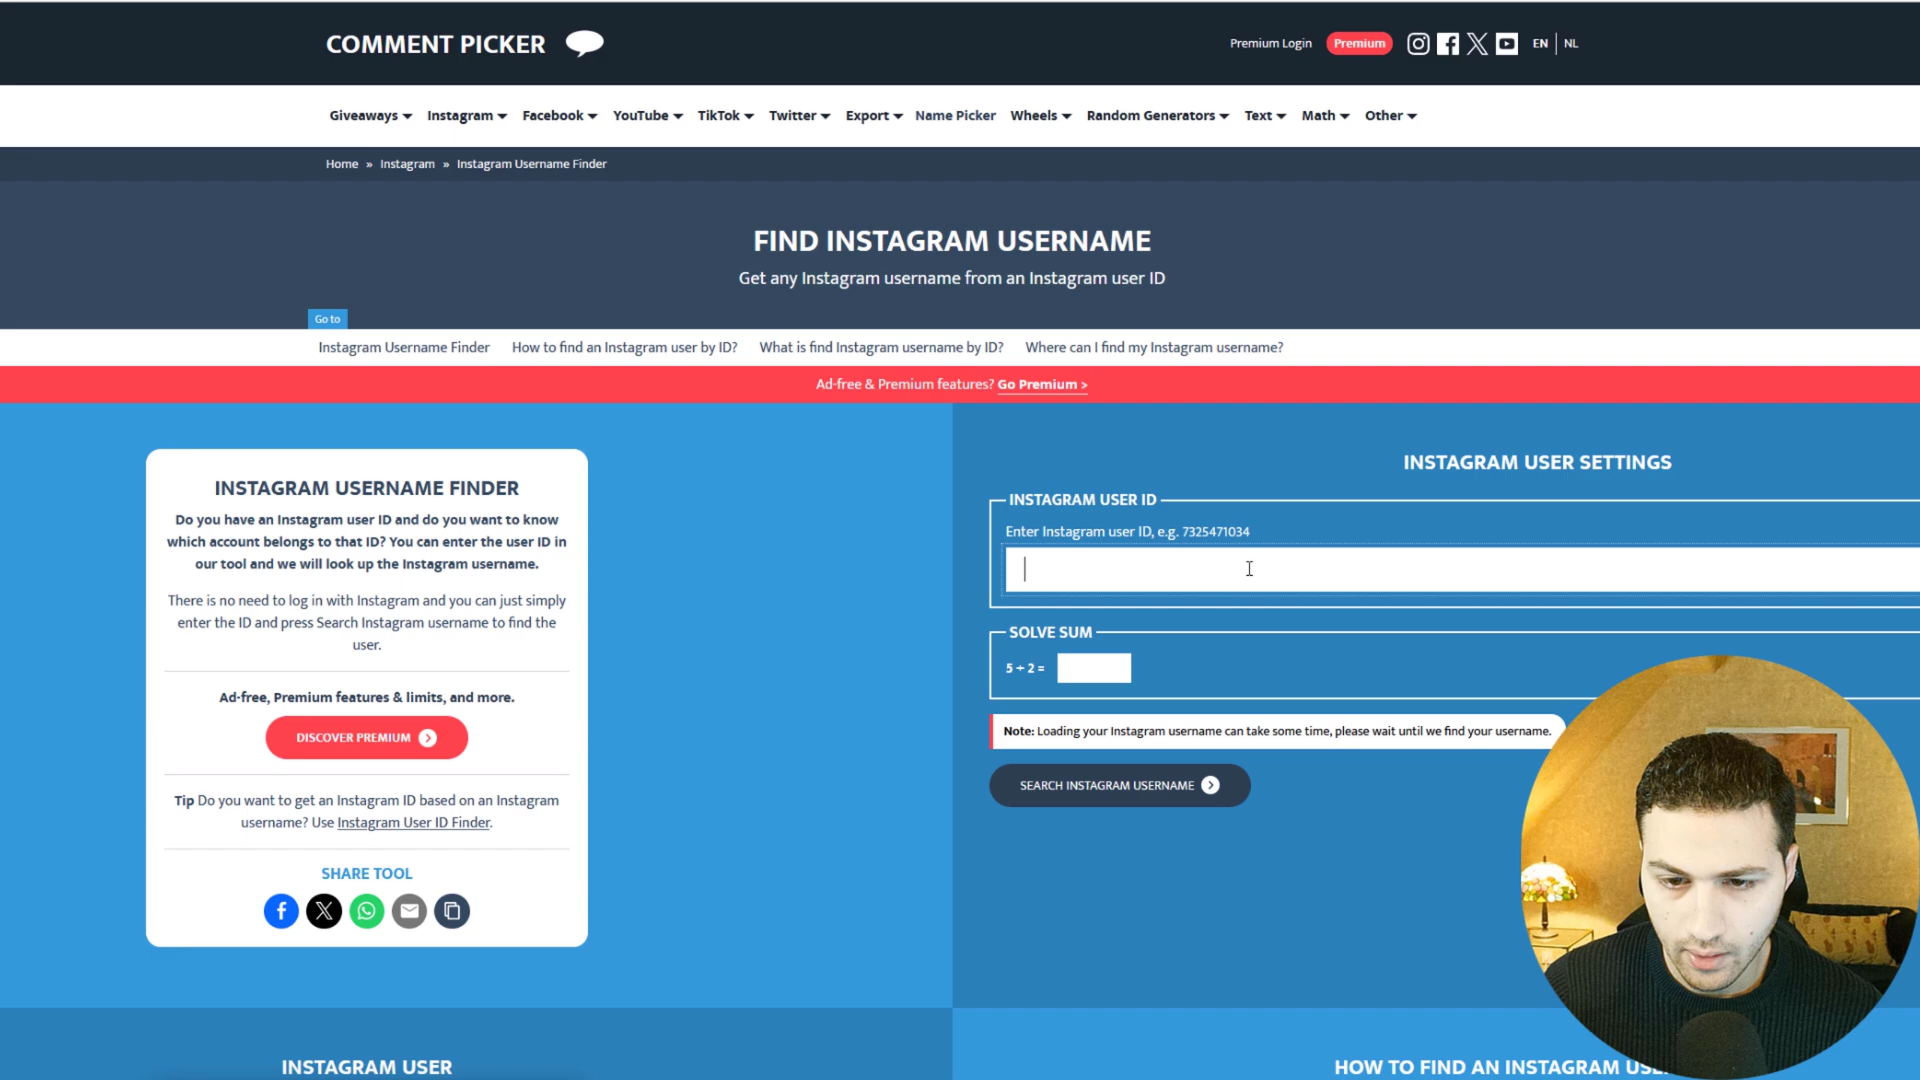 COMMENT PICKER
Premium Login
Premium
EN
NL
Giveaways
Instagram
Facebook
YouTube
TikTok
Twitter
Export
Name Picker
Wheels
Random Generators
Text
Math
Other
Home » Instagram » Instagram Username Finder
FIND INSTAGRAM USERNAME
Get any Instagram username from an Instagram user ID
Go to
Instagram Username Finder
How to find an Instagram user by ID?
What is find Instagram username by ID?
Where can I find my Instagram username?
Ad-free & Premium features? Go Premium >
INSTAGRAM USERNAME FINDER
Do you have an Instagram user ID and do you want to know
which account belongs to that ID? You can enter the user ID in
our tool and we will look up the Instagram username.
There is no need to log in with Instagram and you can just simply
enter the ID and press Search Instagram username to find the
user.
Ad-free, Premium features & limits, and more.
DISCOVER PREMIUM
Tip Do you want to get an Instagram ID based on an Instagram
username? Use Instagram User ID Finder.
SHARE TOOL
INSTAGRAM USER SETTINGS
INSTAGRAM USER ID
Enter Instagram user ID, e.g. 7325471034
SOLVE SUM
5 + 2 =
Note: Loading your Instagram username can take some time, please wait until we find your username.
SEARCH INSTAGRAM USERNAME
INSTAGRAM USER
HOW TO FIND AN INSTAGRAM